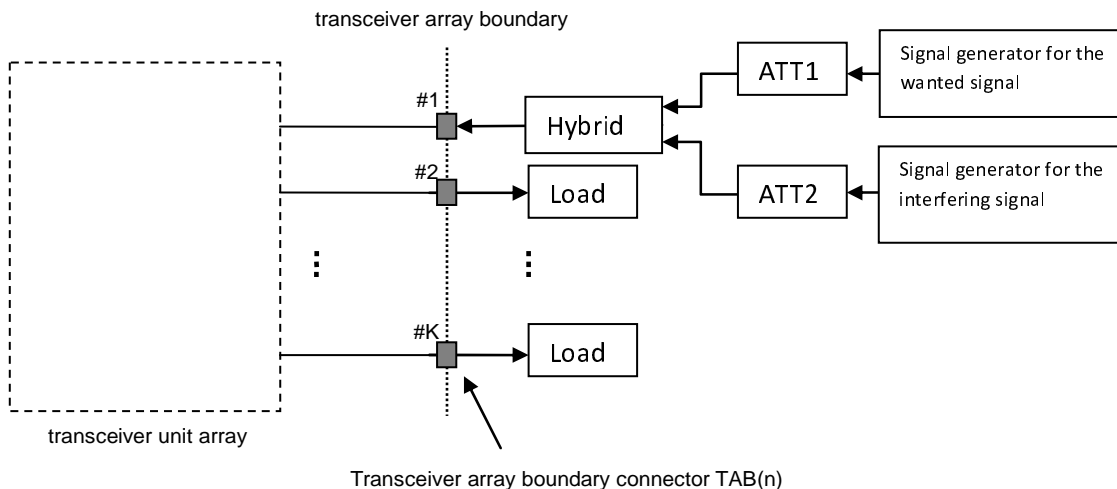 transceiver array boundary
#1
Hybrid
ATT1
Signal generator for the
wanted signal
#2
Load
ATT2
Signal generator for the
interfering signal
#K
Load
transceiver unit array
Transceiver array boundary connector TAB(n)